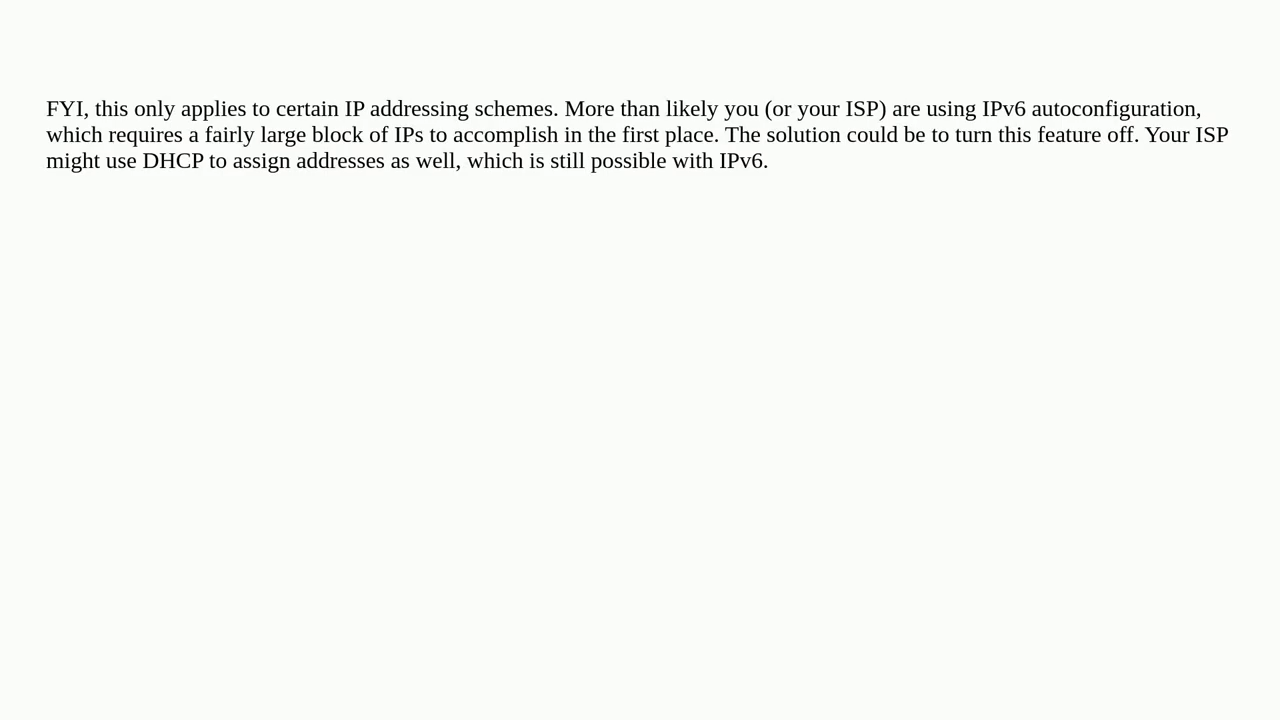 FYI, this only applies to certain IP addressing schemes. More than likely you (or your ISP) are using IPv6 autoconfiguration,
which requires a fairly large block of IPs to accomplish in the first place. The solution could be to turn this feature off. Your ISP
might use DHCP to assign addresses as well, which is still possible with IPv6.